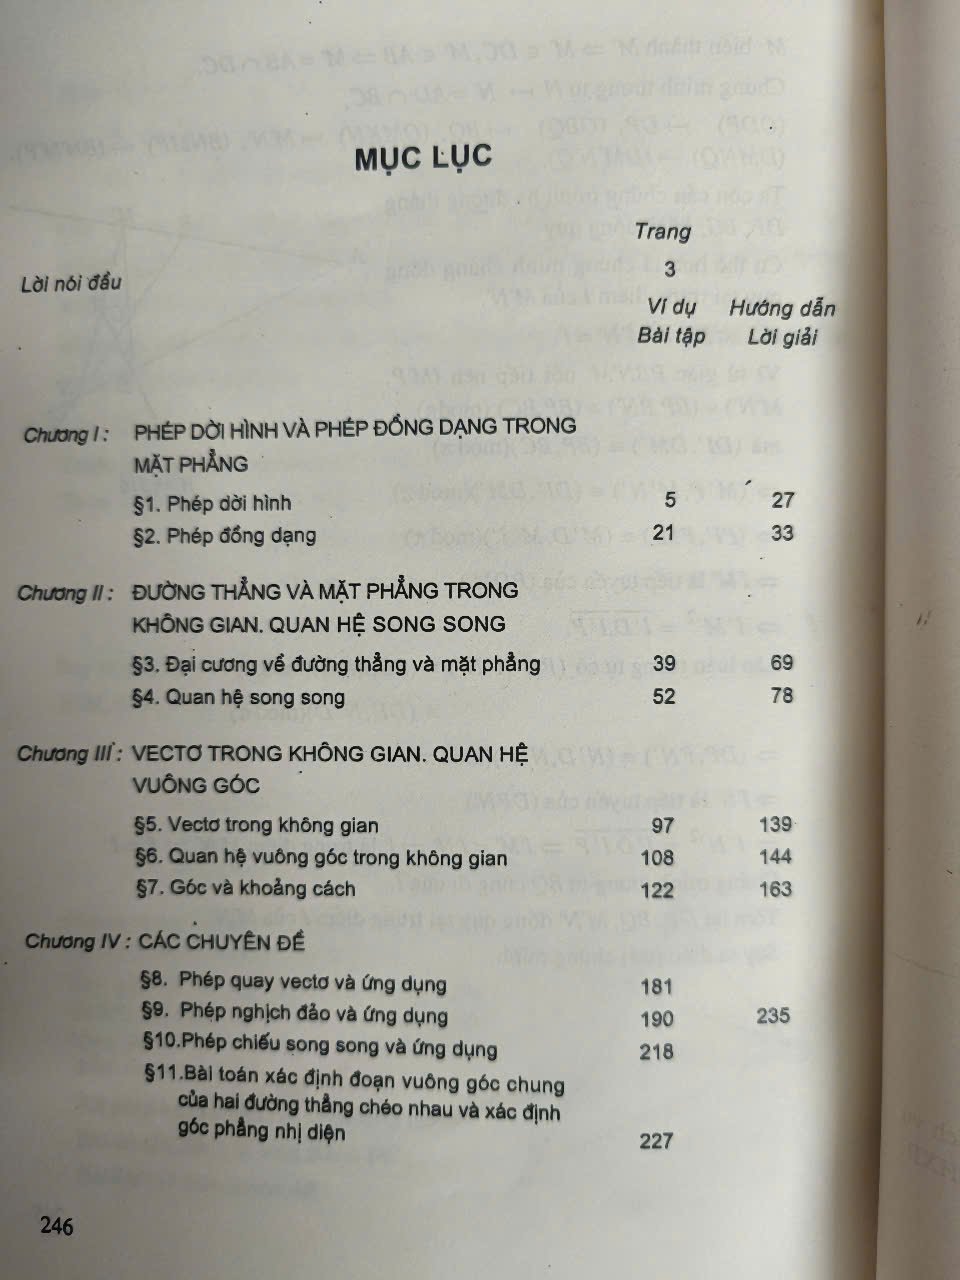 MỤC LỤC
Trang
Lời nói đầu 3
Ví dụ Hướng dẫn
Bài tập Lời giải
Chương I : PHÉP DỜI HÌNH VÀ PHÉP ĐỒNG DẠNG TRONG
MẶT PHẲNG
§1. Phép dời hình 5 27
§2. Phép đồng dạng 21 33
Chương II : ĐƯỜNG THẲNG VÀ MẶT PHẲNG TRONG
KHÔNG GIAN. QUAN HỆ SONG SONG
§3. Đại cương về đường thẳng và mặt phẳng 39 69
§4. Quan hệ song song 52 78
Chương III : VECTƠ TRONG KHÔNG GIAN. QUAN HỆ
VUÔNG GÓC
§5. Vectơ trong không gian 97 139
§6. Quan hệ vuông góc trong không gian 108 144
§7. Góc và khoảng cách 122 163
Chương IV : CÁC CHUYÊN ĐỀ
§8. Phép quay vectơ và ứng dụng 181
§9. Phép nghịch đảo và ứng dụng 190 235
§10.Phép chiếu song song và ứng dụng 218
§11.Bài toán xác định đoạn vuông góc chung
của hai đường thẳng chéo nhau và xác định
góc phẳng nhị diện 227
246